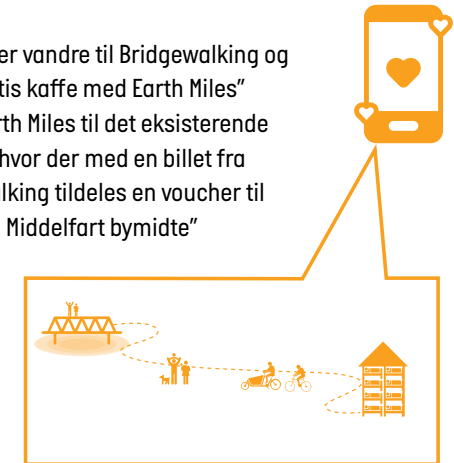 er vandre til Bridgewalking og
tis kaffe med Earth Miles”
rth Miles til det eksisterende
hvor der med en billet fra
lking tildeles en voucher til
Middelfart bymidte”